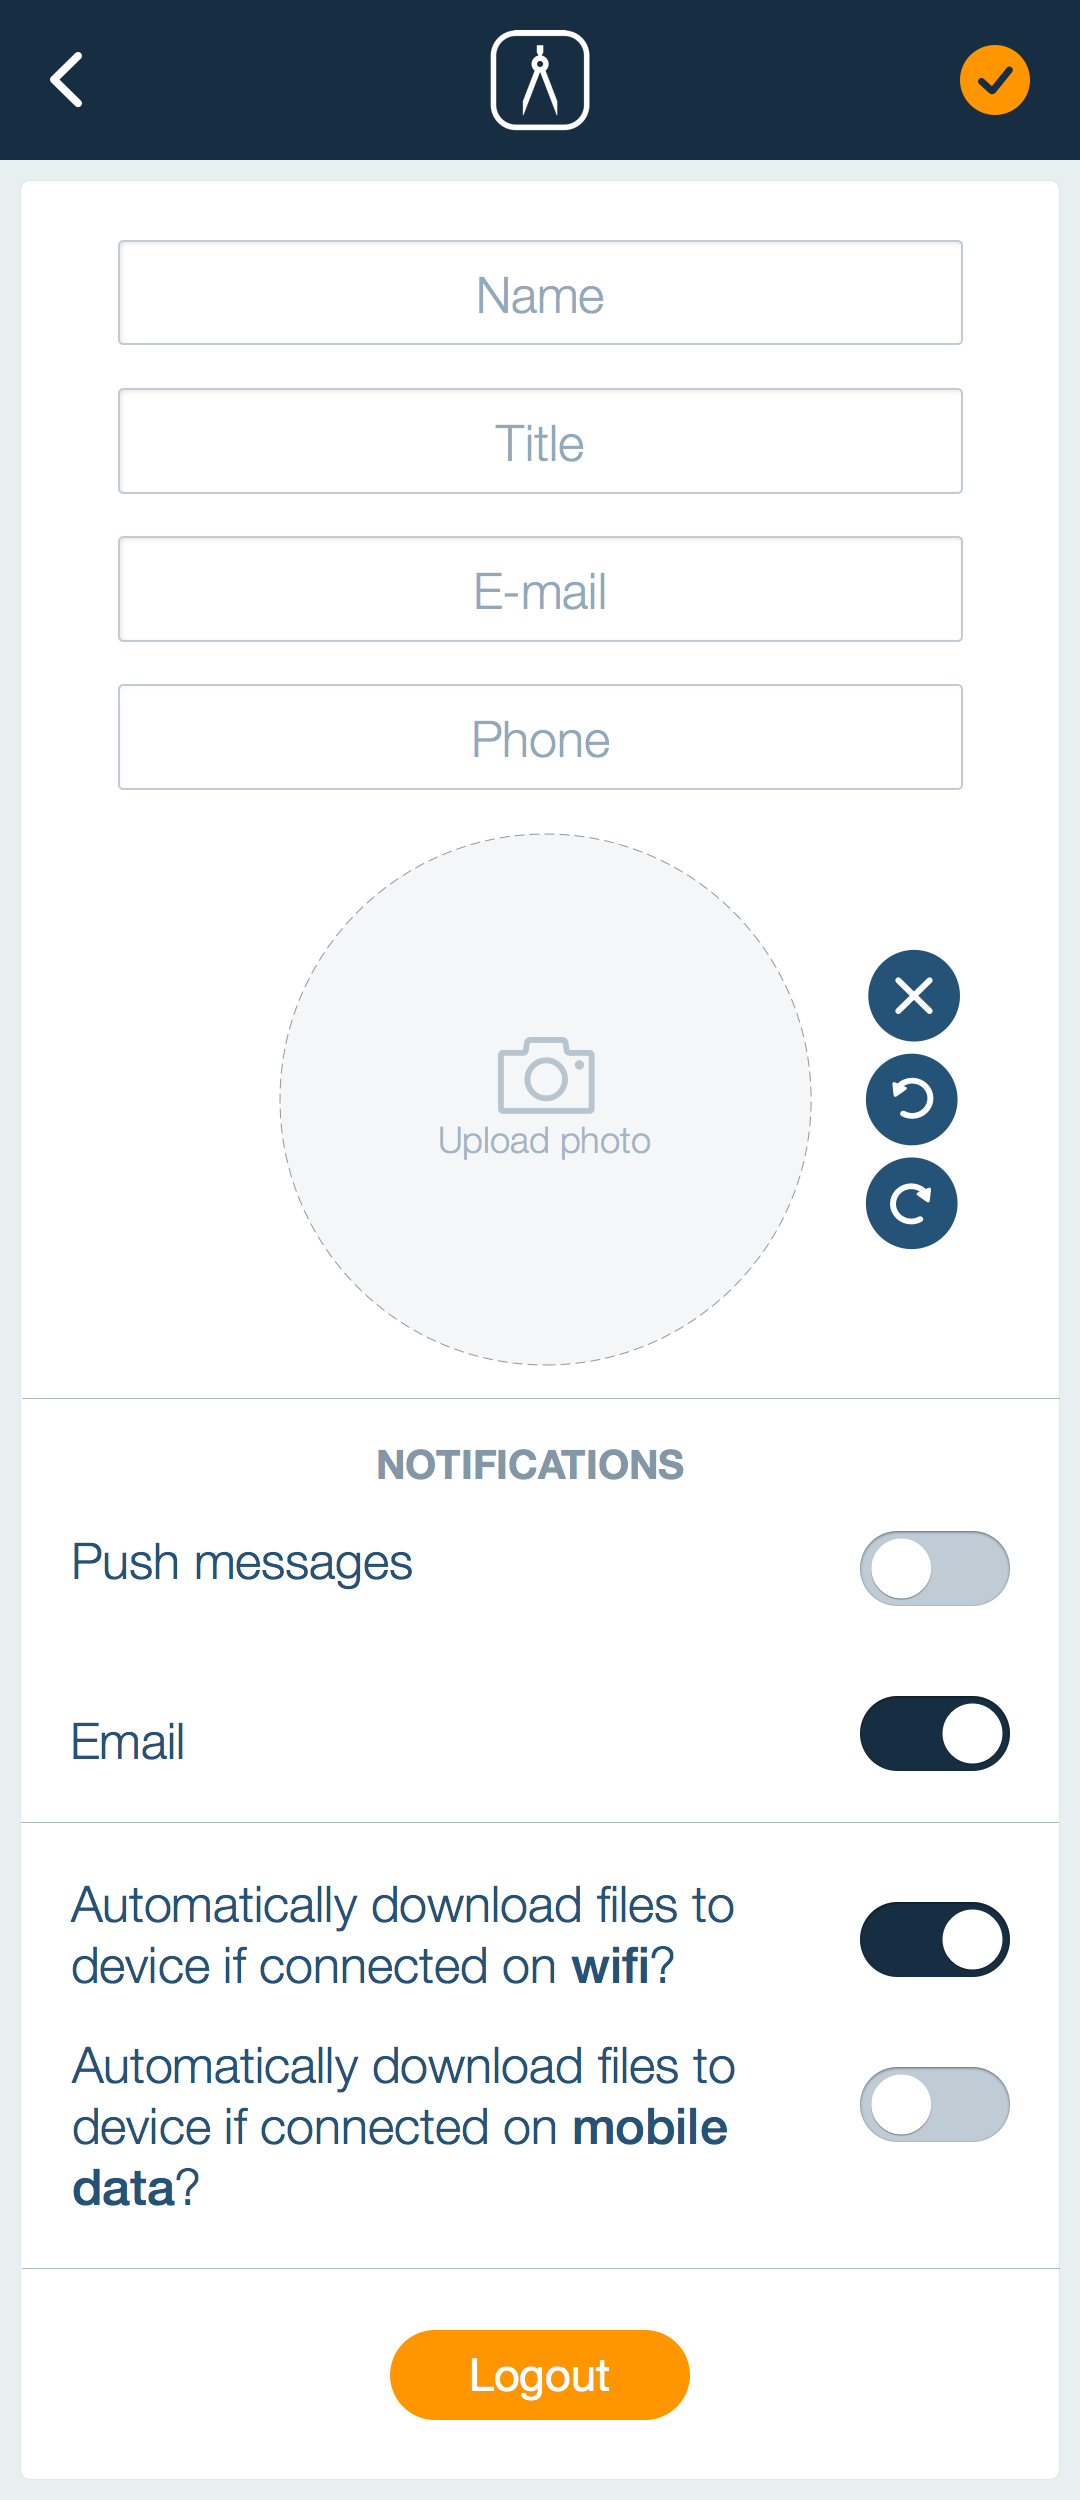 Name
Title
E-mail
Phone
Upload photo
NOTIFICATIONS
Push messages
Email
Automatically download files to
device if connected on wifi?
Automatically download files to
device if connected on mobile
data?
Logout